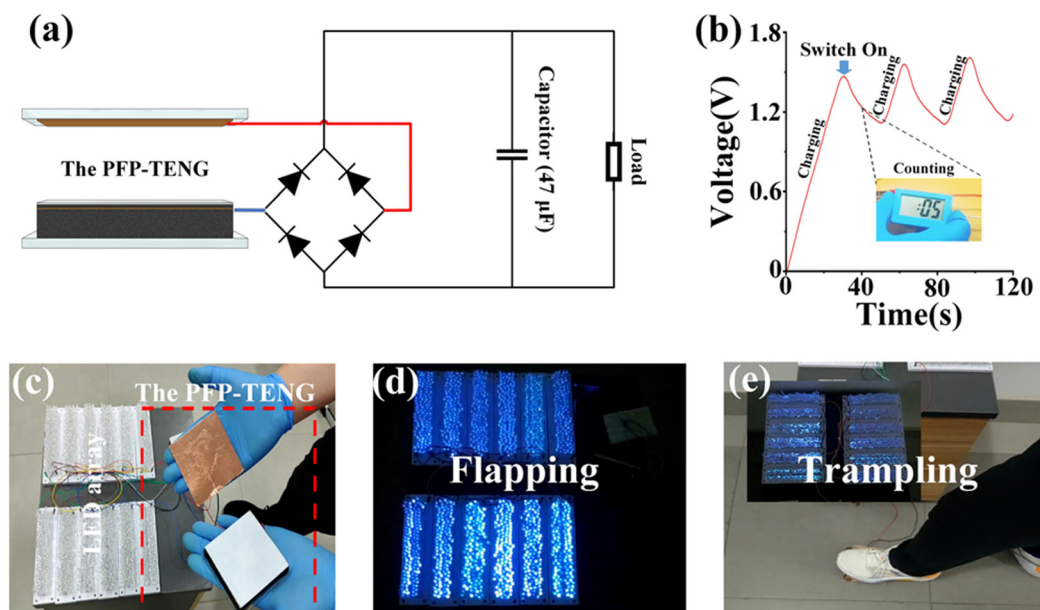 (a)
The PFP-TENG
Capacitor (47 μF)
Load
(b)
Voltage(V)
1.8
1.2
0.6
0
0
40
80
120
Time(s)
Switch On
Charging
Charging
Charging
Counting
:05
(c)
The PFP-TENG
LED array
(d)
Flapping
(e)
Trampling